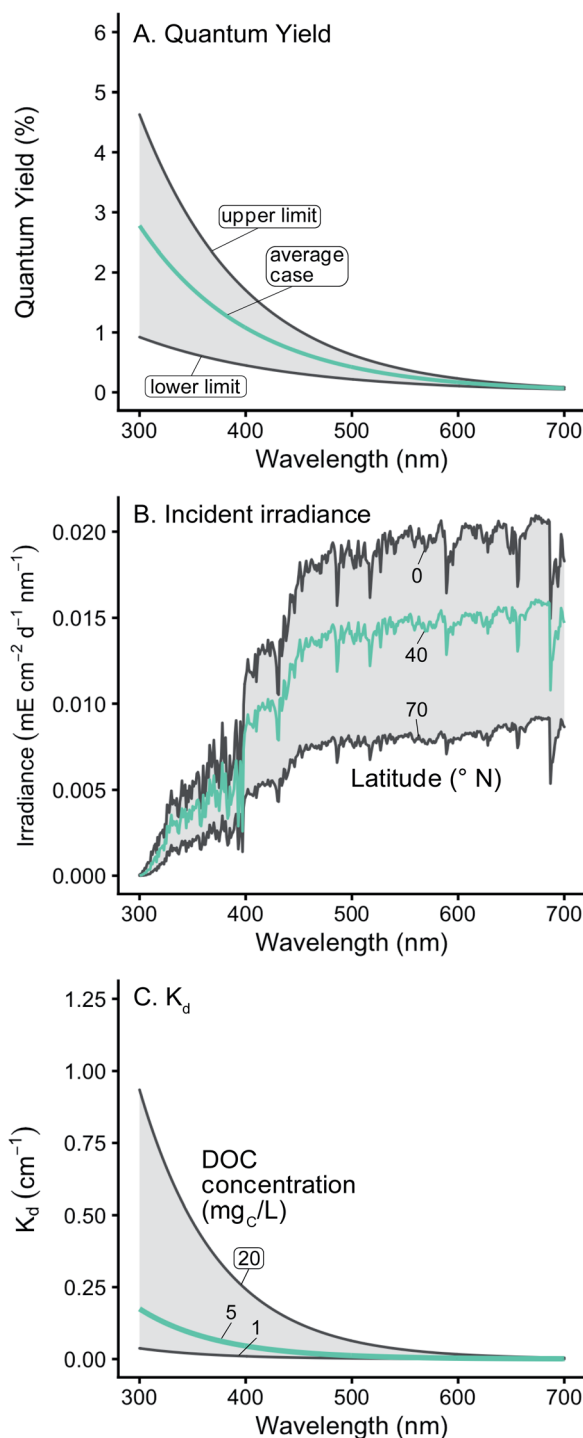 A. Quantum Yield
Quantum Yield (%)
6
5
4
3
2
1
0
upper limit
average
case
lower limit
300
400
500
600
700
Wavelength (nm)
B. Incident irradiance
Irradiance (mE cm⁻² d⁻¹ nm⁻¹)
0.020
0.015
0.010
0.005
0.000
0
40
70
Latitude (° N)
300
400
500
600
700
Wavelength (nm)
C. K_d
K_d (cm⁻¹)
1.25
1.00
0.75
0.50
0.25
0.00
DOC
concentration
(mg_C/L)
20
5
1
300
400
500
600
700
Wavelength (nm)